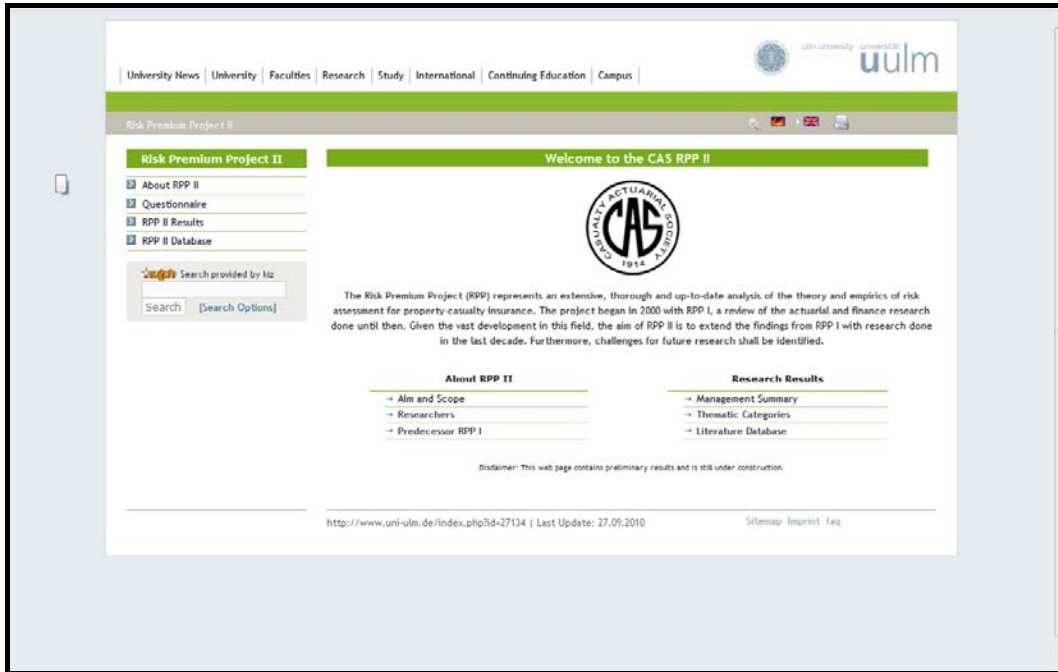 ulm university universität
uulm
University News | University | Faculties | Research | Study | International | Continuing Education | Campus
Risk Premium Project II
Risk Premium Project II
About RPP II
Questionnaire
RPP II Results
RPP II Database
Search provided by kiz
Search [Search Options]
Welcome to the CAS RPP II
CASUALTY ACTUARIAL SOCIETY
CAS
1914
The Risk Premium Project (RPP) represents an extensive, thorough and up-to-date analysis of the theory and empirics of risk
assessment for property-casualty insurance. The project began in 2000 with RPP I, a review of the actuarial and finance research
done until then. Given the vast development in this field, the aim of RPP II is to extend the findings from RPP I with research done
in the last decade. Furthermore, challenges for future research shall be identified.
About RPP II
Aim and Scope
Researchers
Predecessor RPP I
Research Results
Management Summary
Thematic Categories
Literature Database
Disclaimer: This web page contains preliminary results and is still under construction.
http://www.uni-ulm.de/index.php?id=27134 | Last Update: 27.09.2010
Sitemap Imprint faq